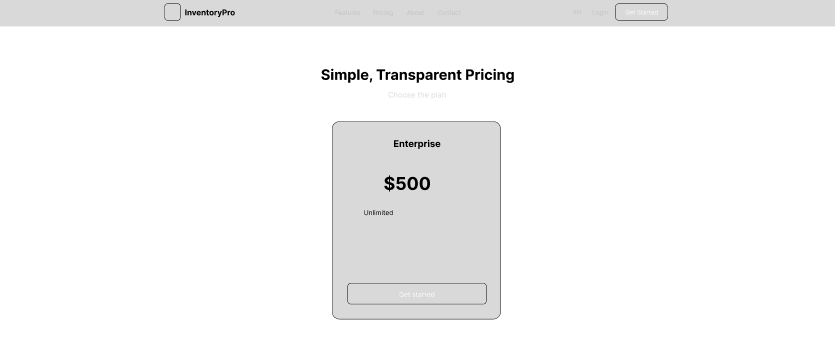 InventoryPro
Features Pricing About Contact
EN Login Get Started
Simple, Transparent Pricing
Choose the plan
Enterprise
$500
Unlimited
Get started